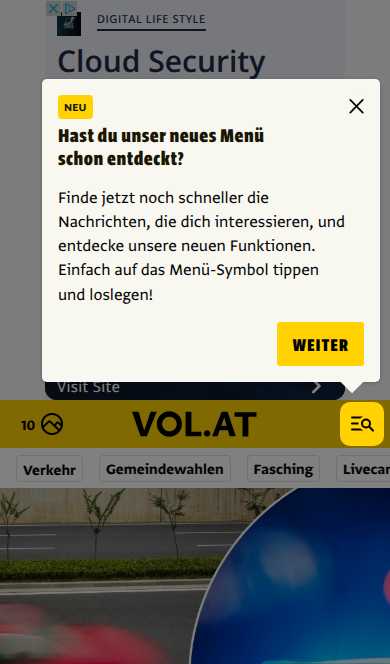 DIGITAL LIFE STYLE
Cloud Security
NEU
Hast du unser neues Menü
schon entdeckt?
Finde jetzt noch schneller die
Nachrichten, die dich interessieren, und
entdecke unsere neuen Funktionen.
Einfach auf das Menü-Symbol tippen
und loslegen!
WEITER
Visit Site
10
VOL.AT
Verkehr
Gemeindewahlen
Fasching
Livecar